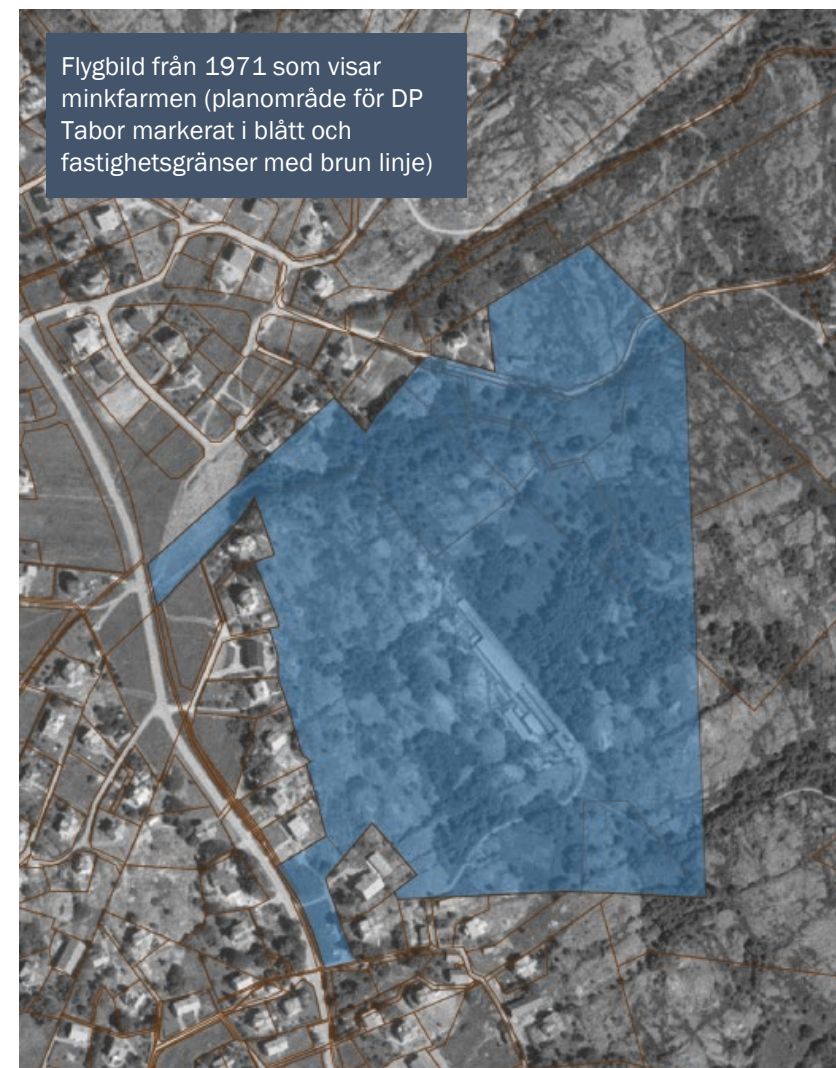 Flygbild från 1971 som visar
minkfarmen (planområde för DP
Tabor markerat i blått och
fastighetsgränser med brun linje)